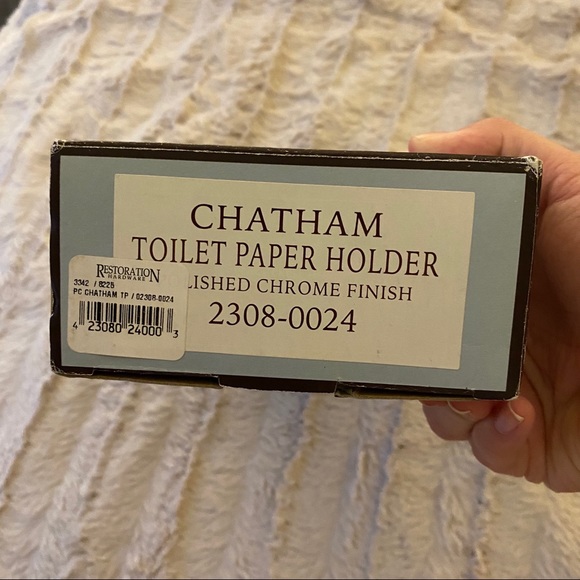 CHATHAM
TOILET PAPER HOLDER
LISHED CHROME FINISH
2308-0024
RESTORATION
HARDWARE
3342 / 8225
PC CHATHAM TP / 02308-0024
4 23080 24000 3